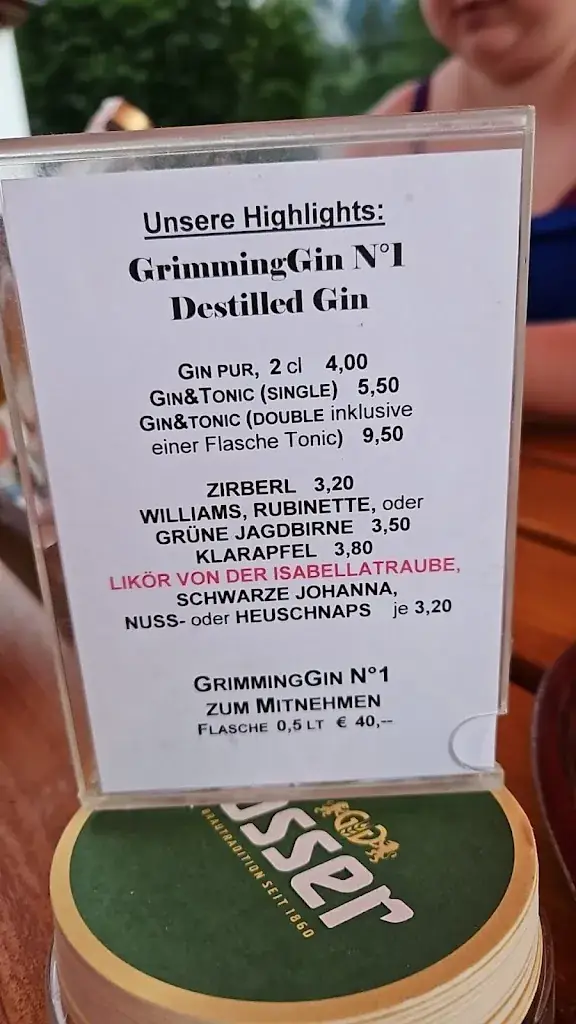 Unsere Highlights:
GrimmingGin N°1
Destilled Gin
GIN PUR, 2 cl 4,00
GIN&TONIC (SINGLE) 5,50
GIN&TONIC (DOUBLE inklusive
einer Flasche Tonic) 9,50
ZIRBERL 3,20
WILLIAMS, RUBINETTE, oder
GRÜNE JAGDBIRNE 3,50
KLARAPFEL 3,80
LIKÖR VON DER ISABELLATRAUBE,
SCHWARZE JOHANNA,
NUSS- oder HEUSCHNAPS je 3,20
GRIMMINGGIN N°1
ZUM MITNEHMEN
FLASCHE 0,5 LT € 40,--
össer
BRAUTRADITION SEIT 1860